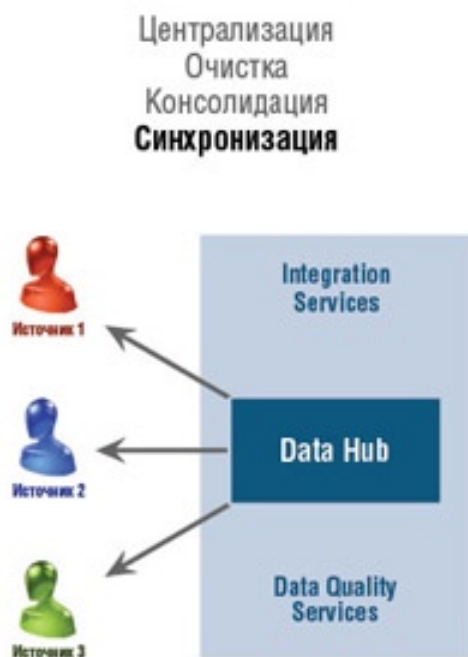 Централизация
Очистка
Консолидация
Синхронизация
Integration
Services
Источник 1
Data Hub
Источник 2
Data Quality
Services
Источник 3